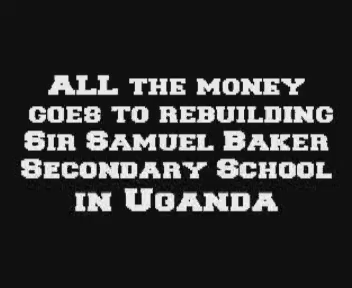 ALL THE MONEY
GOES TO REBUILDING
SIR SAMUEL BAKER
SECONDARY SCHOOL
IN UGANDA